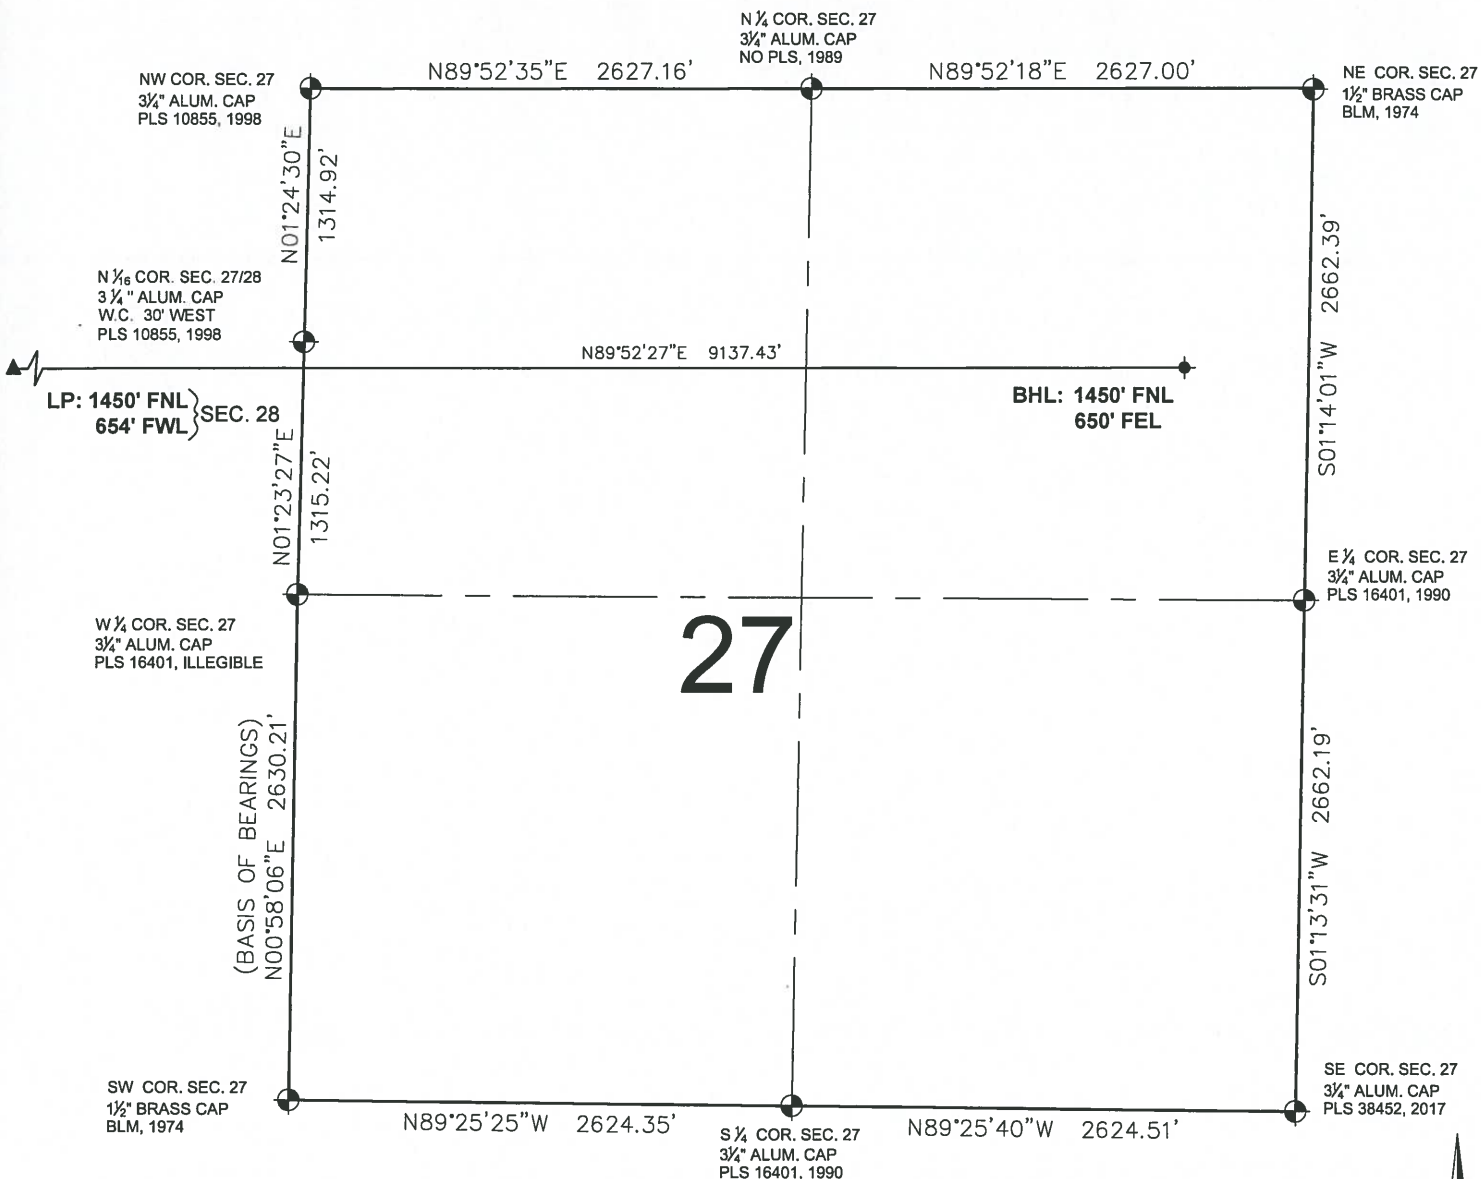 N ¼ COR. SEC. 27
3¼" ALUM. CAP
NO PLS, 1989
NW COR. SEC. 27
3¼" ALUM. CAP
PLS 10855, 1998
N89°52'35"E 2627.16'
N89°52'18"E 2627.00'
NE COR. SEC. 27
1½" BRASS CAP
BLM, 1974
N01°24'30"E
1314.92'
S01°14'01"W 2662.39'
N 1⁄16 COR. SEC. 27/28
3 ¼" ALUM. CAP
W.C. 30' WEST
PLS 10855, 1998
N89°52'27"E 9137.43'
LP: 1450' FNL
654' FWL
SEC. 28
BHL: 1450' FNL
650' FEL
N01°23'27"E
1315.22'
E ¼ COR. SEC. 27
3¼" ALUM. CAP
PLS 16401, 1990
W ¼ COR. SEC. 27
3¼" ALUM. CAP
PLS 16401, ILLEGIBLE
27
(BASIS OF BEARINGS)
N00°58'06"E 2630.21'
S01°13'31"W 2662.19'
SW COR. SEC. 27
1½" BRASS CAP
BLM, 1974
N89°25'25"W 2624.35'
S ¼ COR. SEC. 27
3¼" ALUM. CAP
PLS 16401, 1990
N89°25'40"W 2624.51'
SE COR. SEC. 27
3¼" ALUM. CAP
PLS 38452, 2017